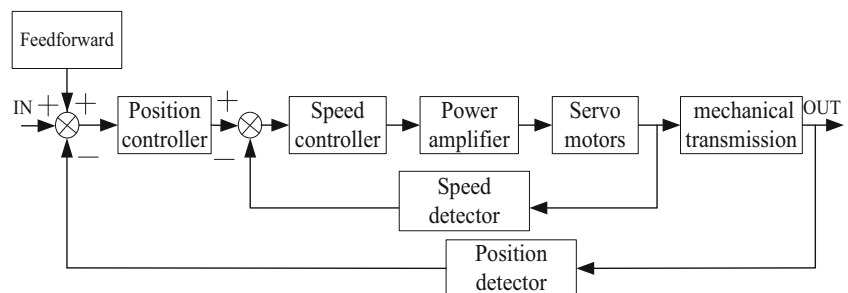 Feedforward
IN + +
Position
controller
+
Speed
controller
Power
amplifier
Servo
motors
mechanical
transmission
OUT
−
−
Speed
detector
Position
detector